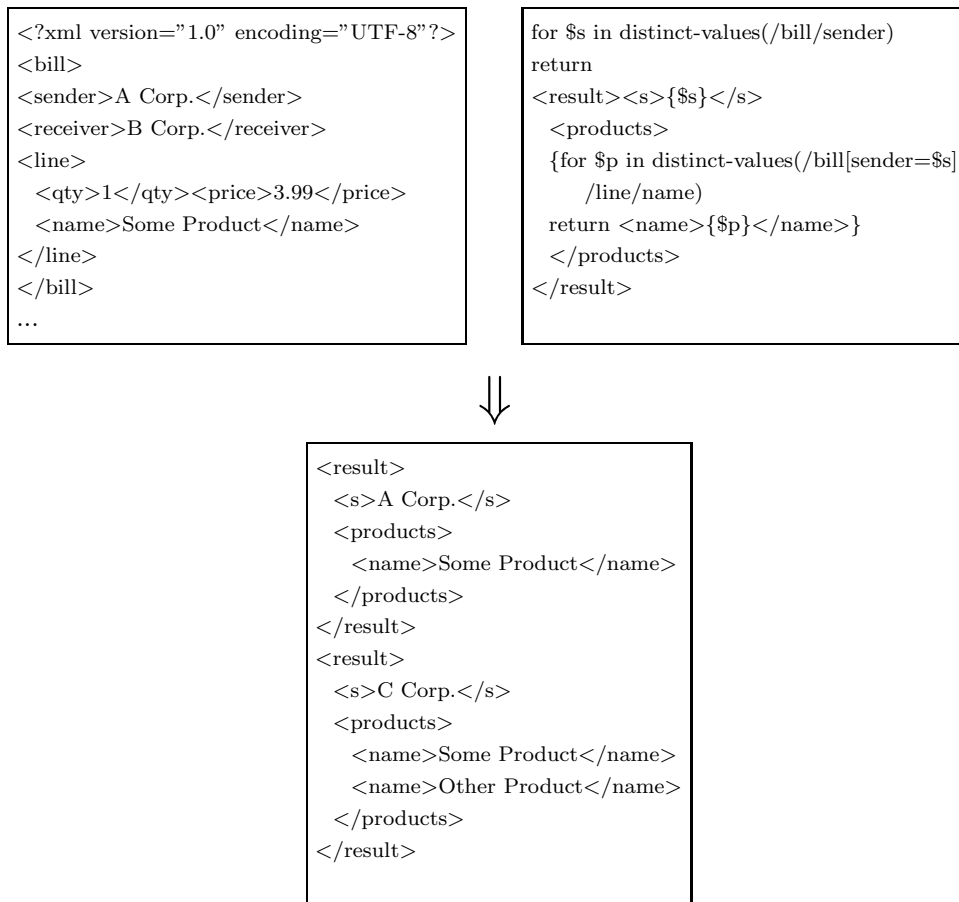 <?xml version=”1.0” encoding=”UTF-8”?>
<bill>
<sender>A Corp.</sender>
<receiver>B Corp.</receiver>
<line>
<qty>1</qty><price>3.99</price>
<name>Some Product</name>
</line>
</bill>
...
for $s in distinct-values(/bill/sender)
return
<result><s>{$s}</s>
<products>
{for $p in distinct-values(/bill[sender=$s]
/line/name)
return <name>{$p}</name>}
</products>
</result>
⇓
<result>
<s>A Corp.</s>
<products>
<name>Some Product</name>
</products>
</result>
<result>
<s>C Corp.</s>
<products>
<name>Some Product</name>
<name>Other Product</name>
</products>
</result>